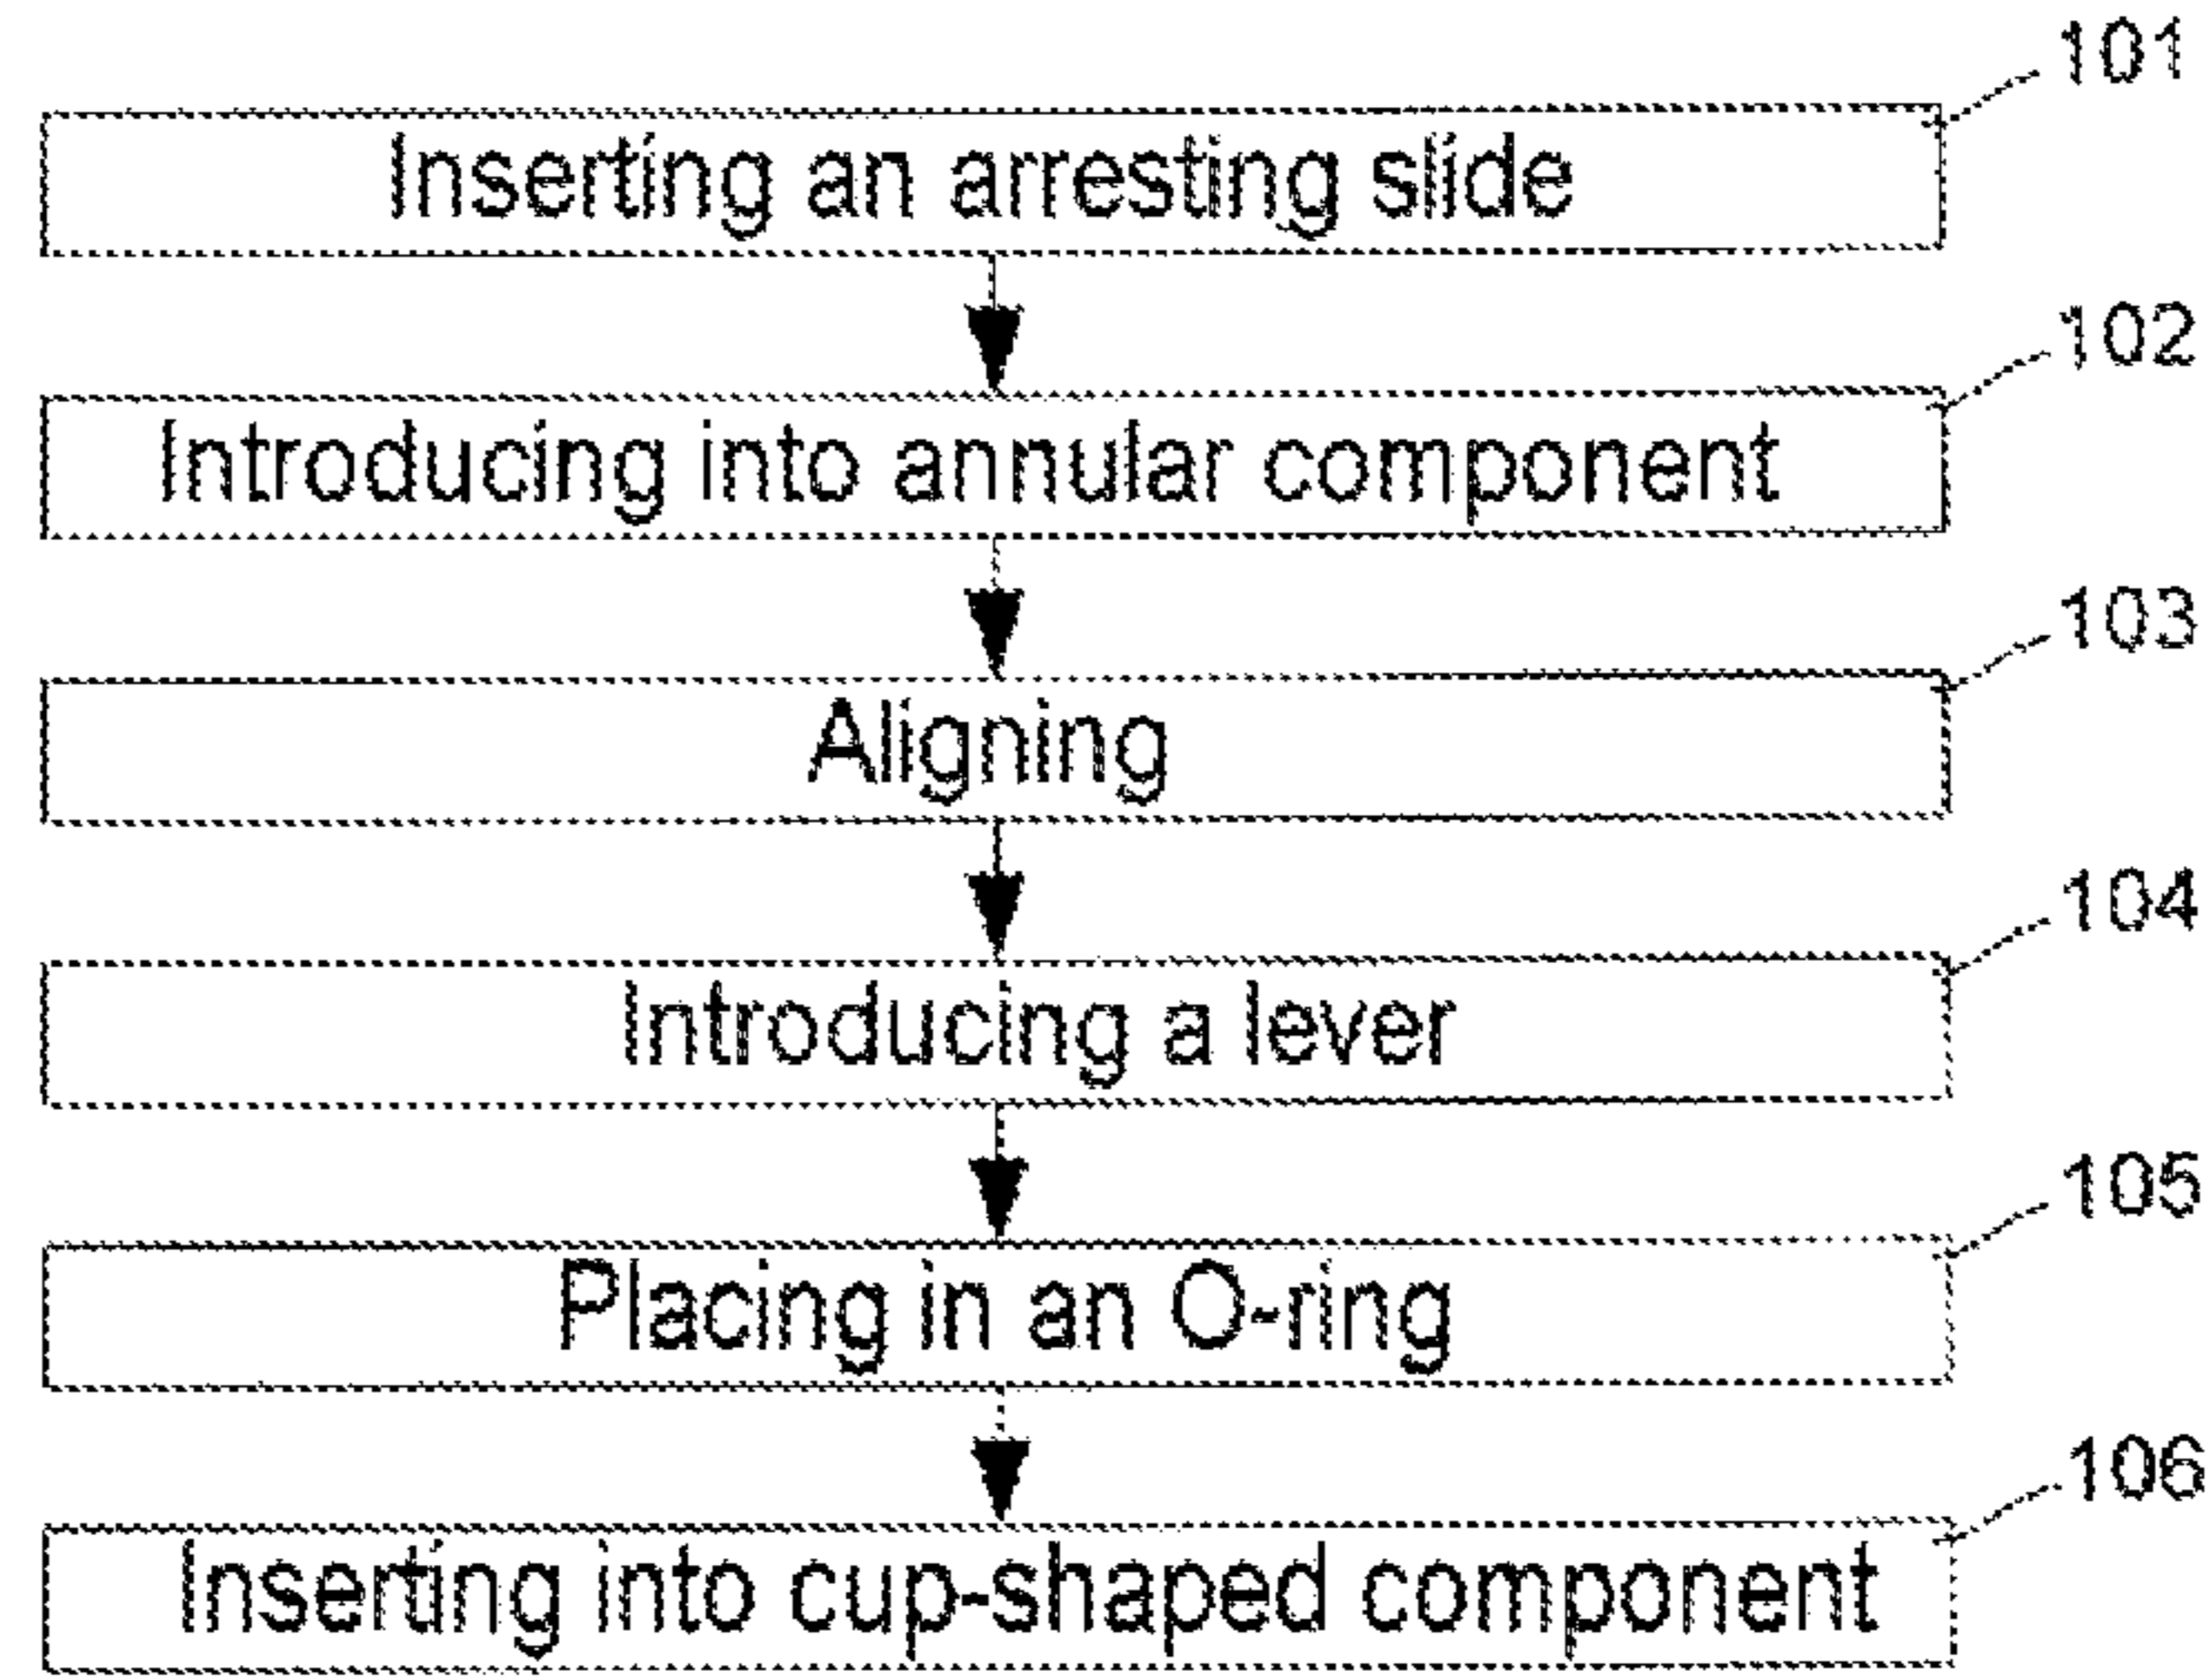 101
Inserting an arresting slide
102
Introducing into annular component
103
Aligning
104
Introducing a lever
105
Placing in an O-ring
106
Inserting into cup-shaped component